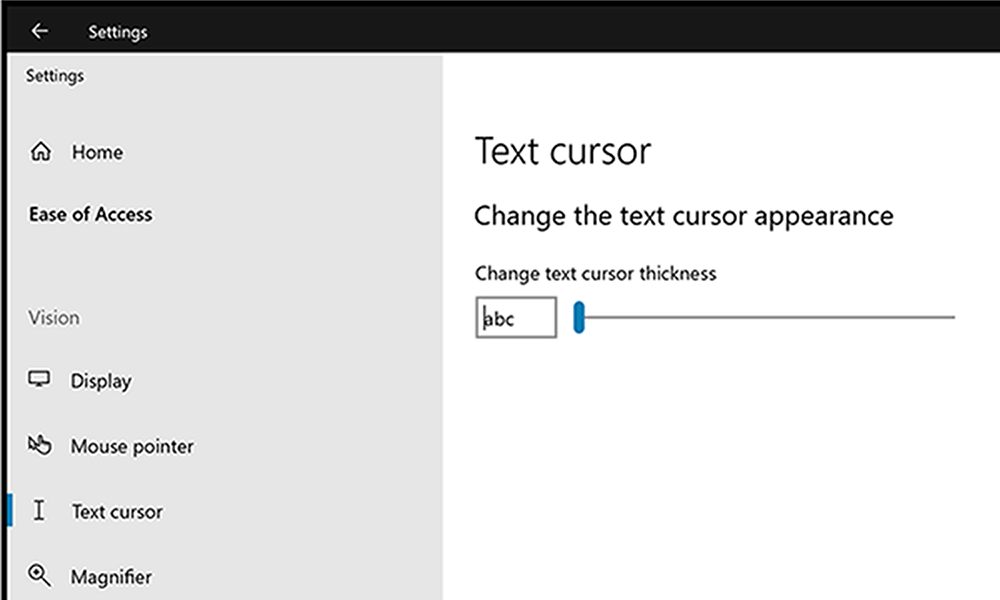 Settings
Settings
Home
Ease of Access
Vision
Display
Mouse pointer
Text cursor
Magnifier
Text cursor
Change the text cursor appearance
Change text cursor thickness
abc